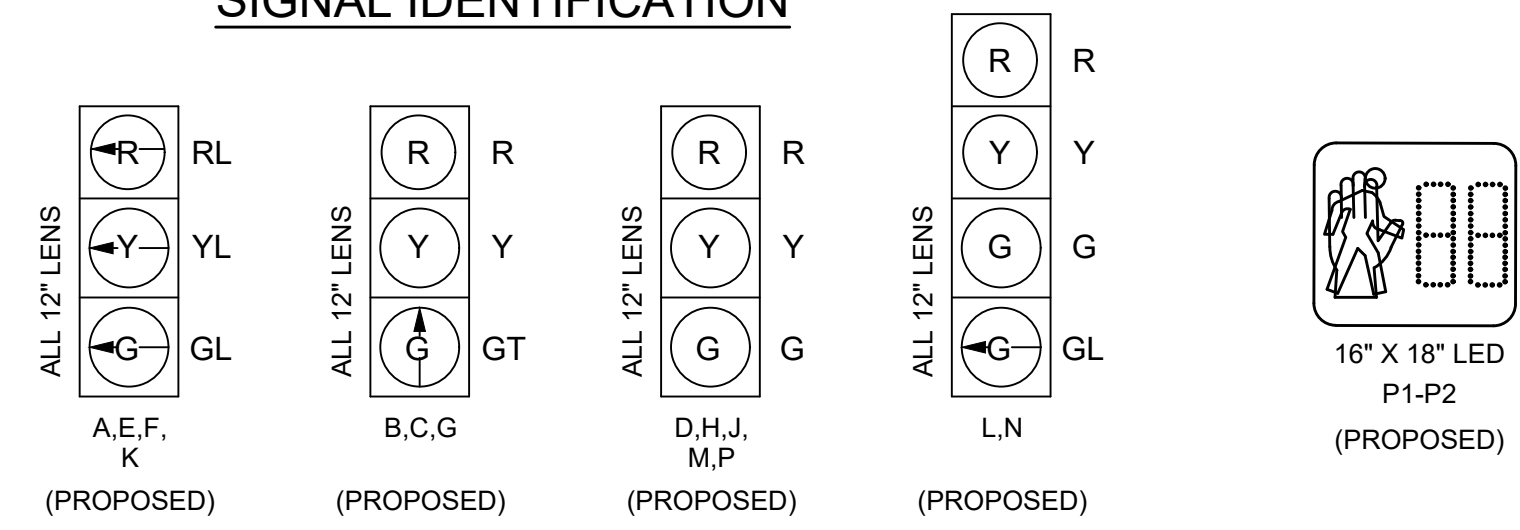 SIGNAL IDENTIFICATION
ALL 12" LENS
R RL
Y YL
G GL
A,E,F,
K
(PROPOSED)
ALL 12" LENS
R R
Y Y
G GT
B,C,G
(PROPOSED)
ALL 12" LENS
R R
Y Y
G G
D,H,J,
M,P
(PROPOSED)
ALL 12" LENS
R R
Y Y
G G
G GL
L,N
(PROPOSED)
88
16" X 18" LED
P1-P2
(PROPOSED)